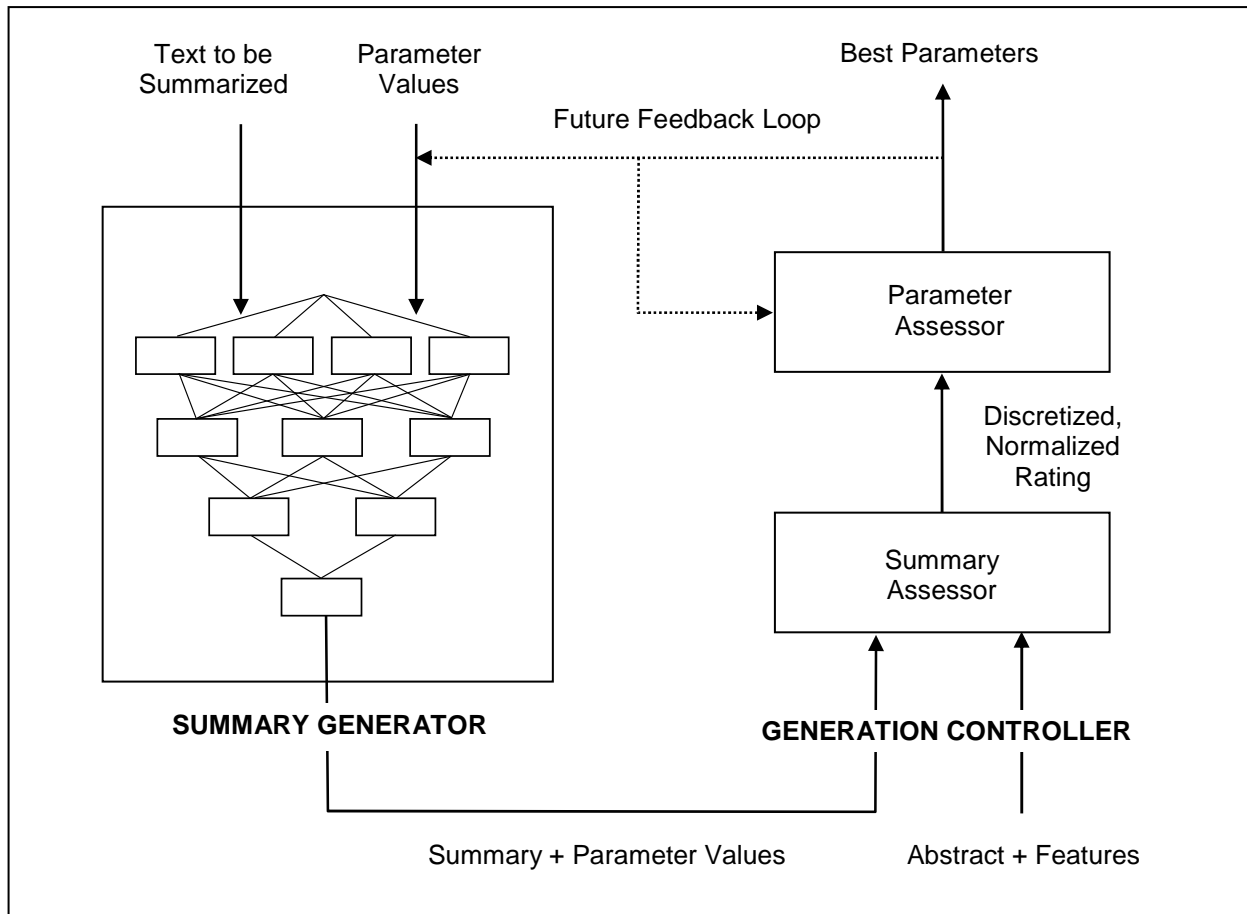 Text to be
Summarized
Parameter
Values
Best Parameters
Future Feedback Loop
Parameter
Assessor
Discretized,
Normalized
Rating
Summary
Assessor
SUMMARY GENERATOR
GENERATION CONTROLLER
Summary + Parameter Values
Abstract + Features